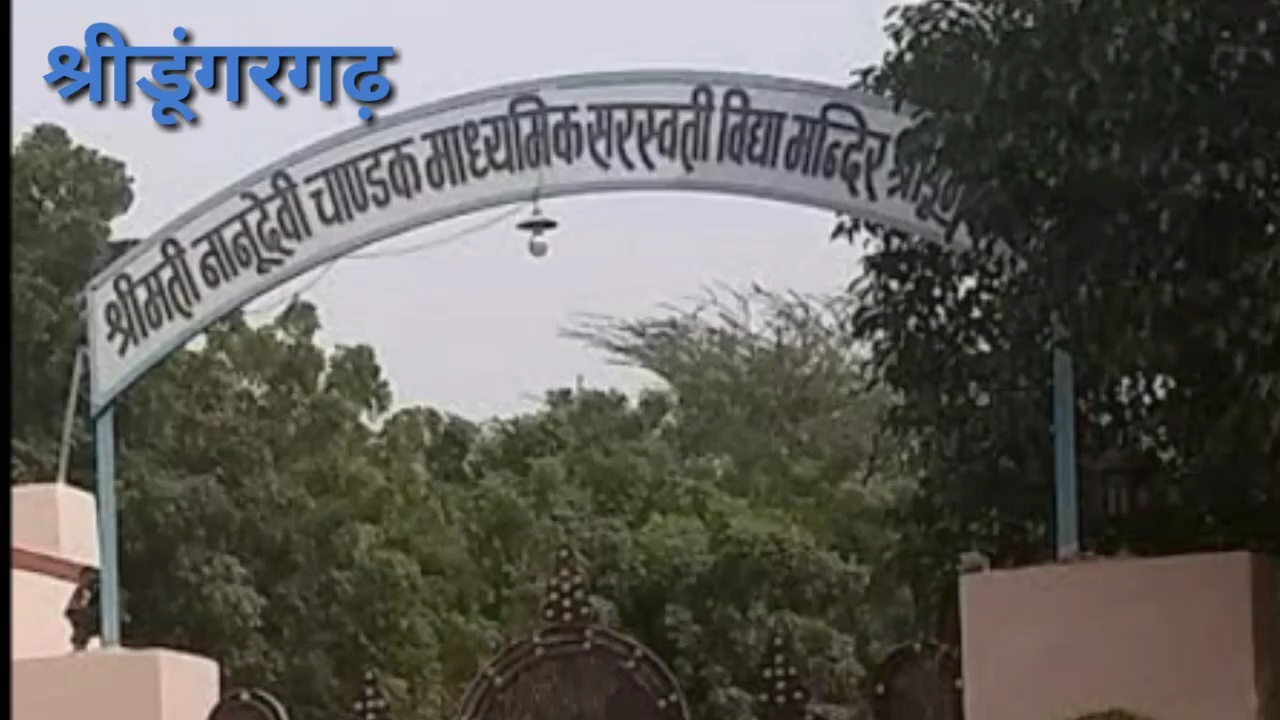 श्रीडूंगरगढ़
श्रीमती नानूदेवी चाण्डक माध्यमिक सरस्वती विद्या मन्दिर